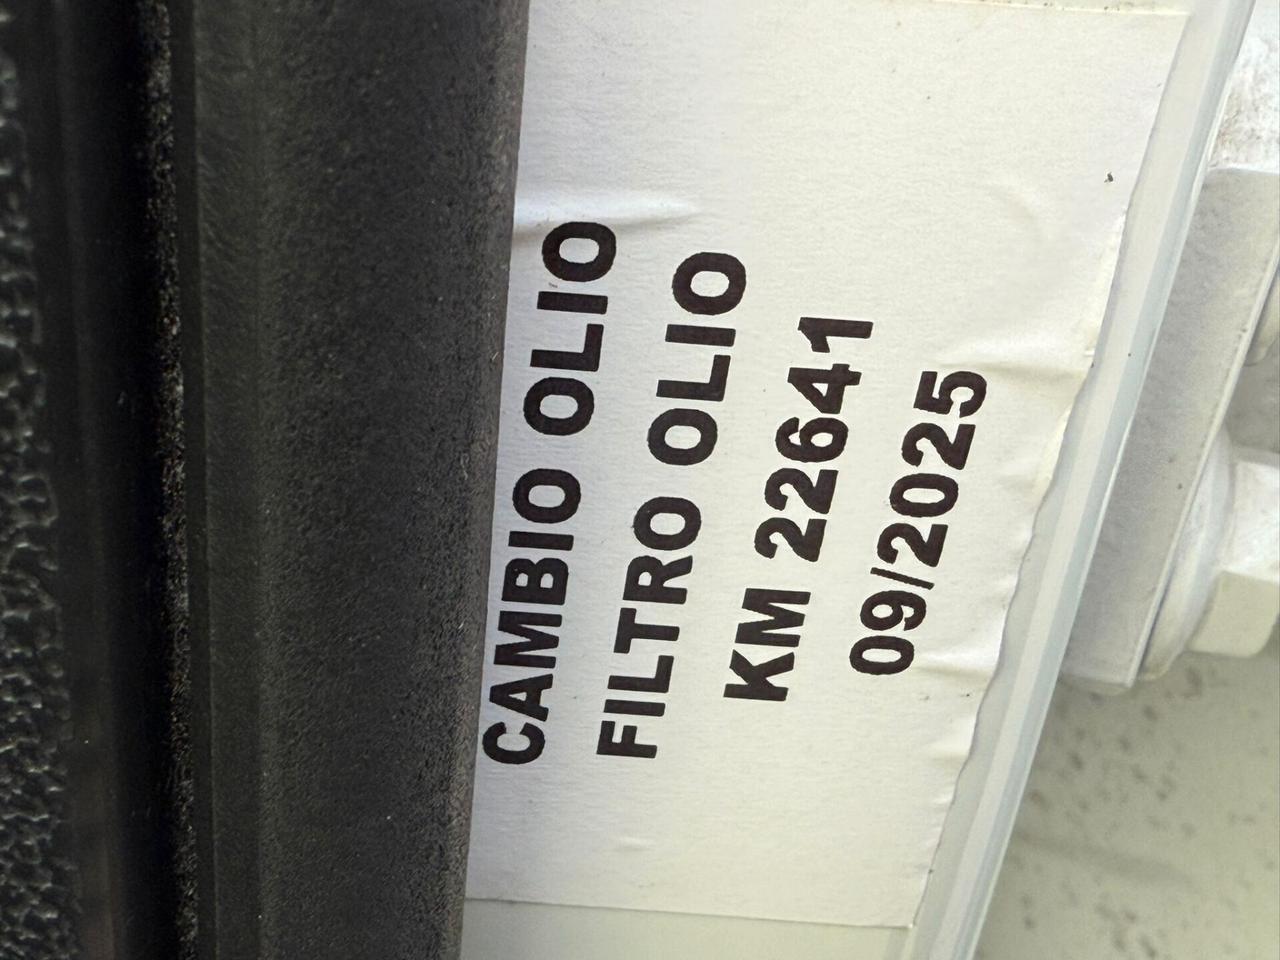 CAMBIO OLIO
FILTRO OLIO
KM 22641
09/2025